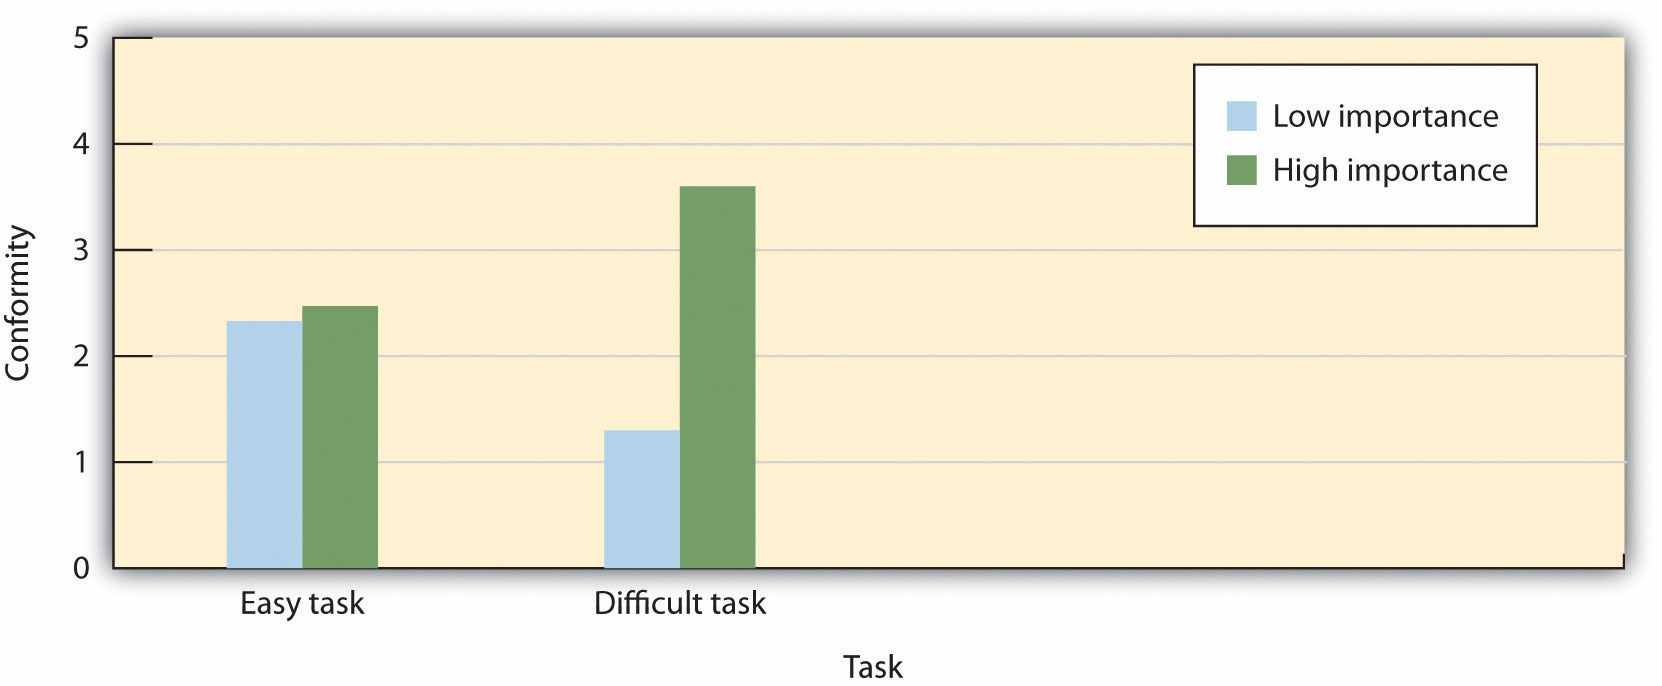 5
4
3
2
1
0
Conformity
Low importance
High importance
Easy task
Difficult task
Task